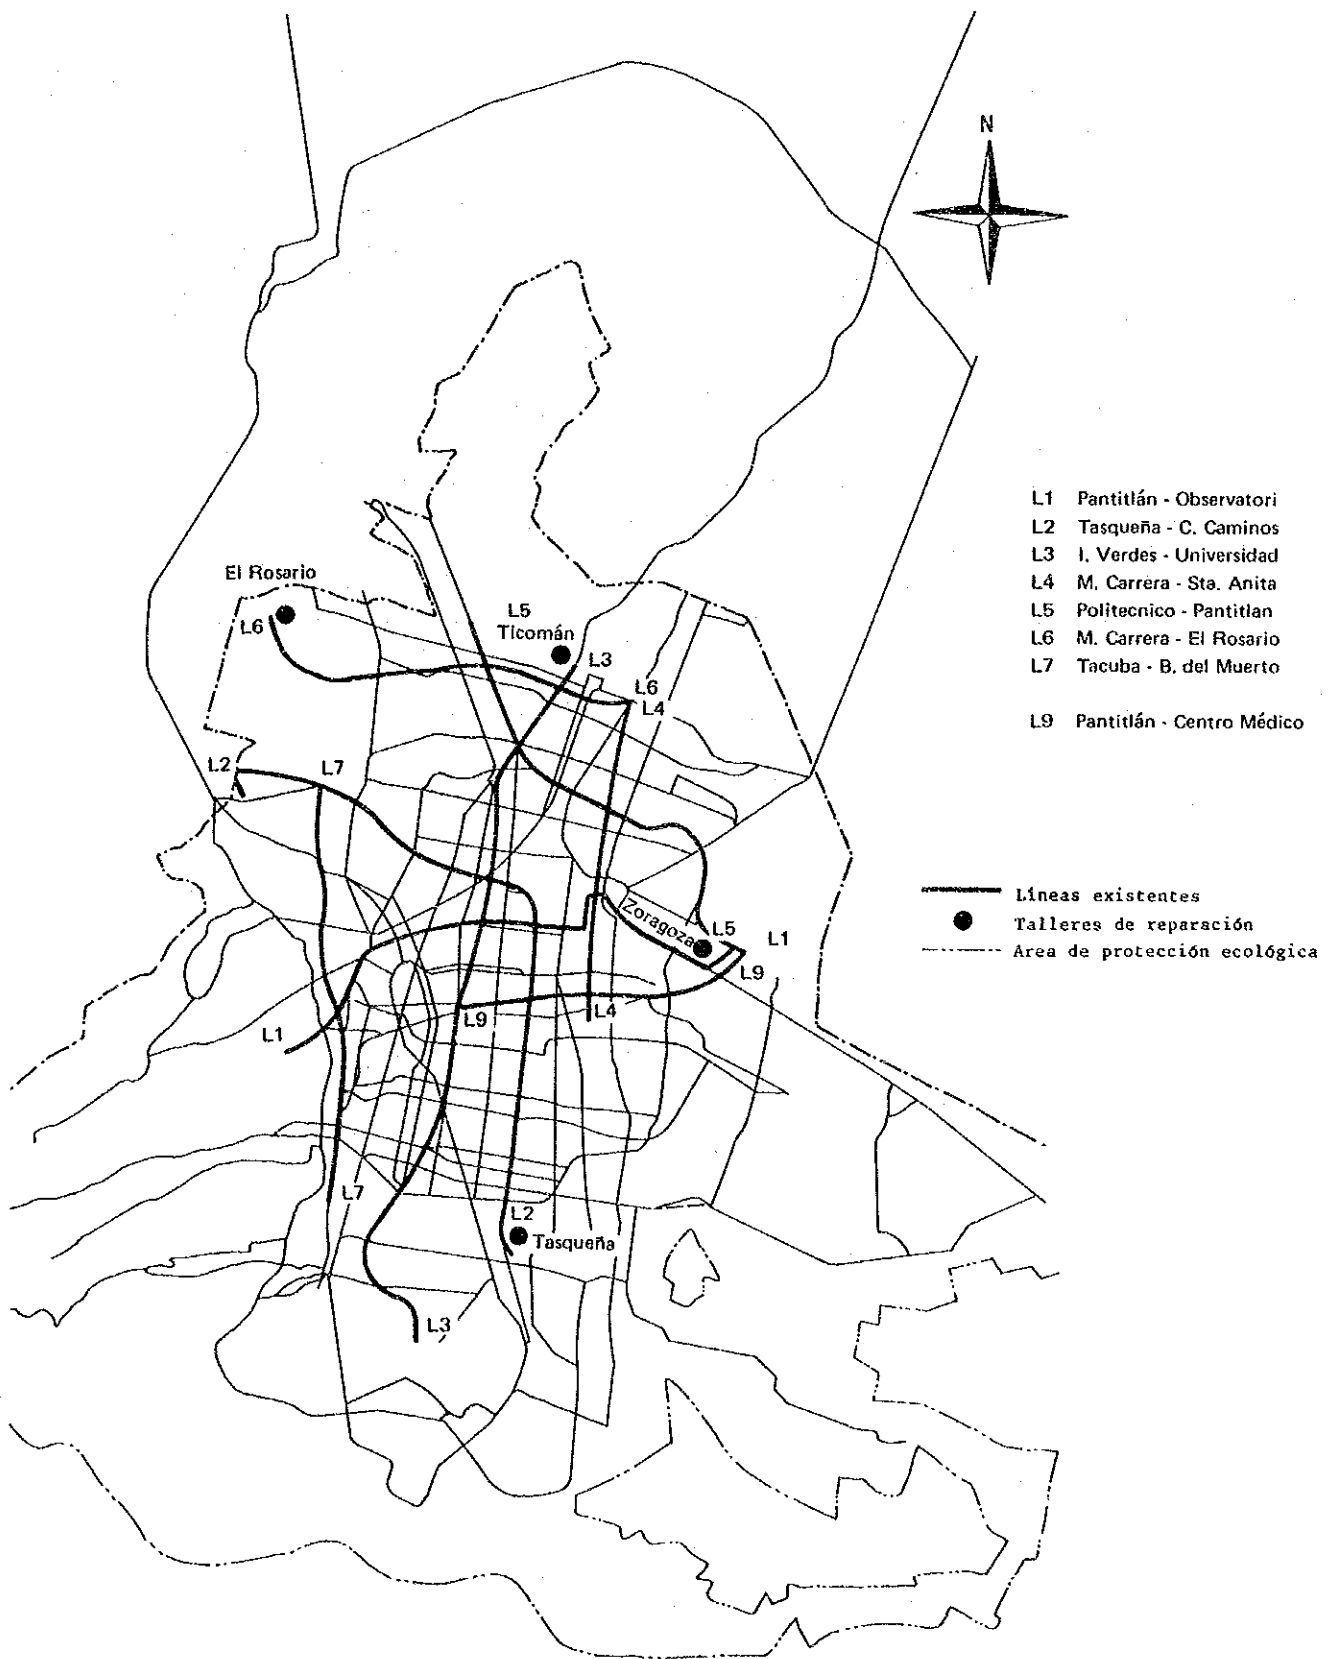 N
L1 Pantitlán - Observatori
L2 Tasqueña - C. Caminos
L3 I. Verdes - Universidad
L4 M. Carrera - Sta. Anita
L5 Politecnico - Pantitlan
L6 M. Carrera - El Rosario
L7 Tacuba - B. del Muerto
L9 Pantitlán - Centro Médico
El Rosario
L6
L5
Ticomán
L3
L6
L4
L2
L7
Lineas existentes
Talleres de reparación
Area de protección ecológica
Zoragoza
L5
L1
L9
L9
L4
L1
L7
L2
Tasqueña
L3